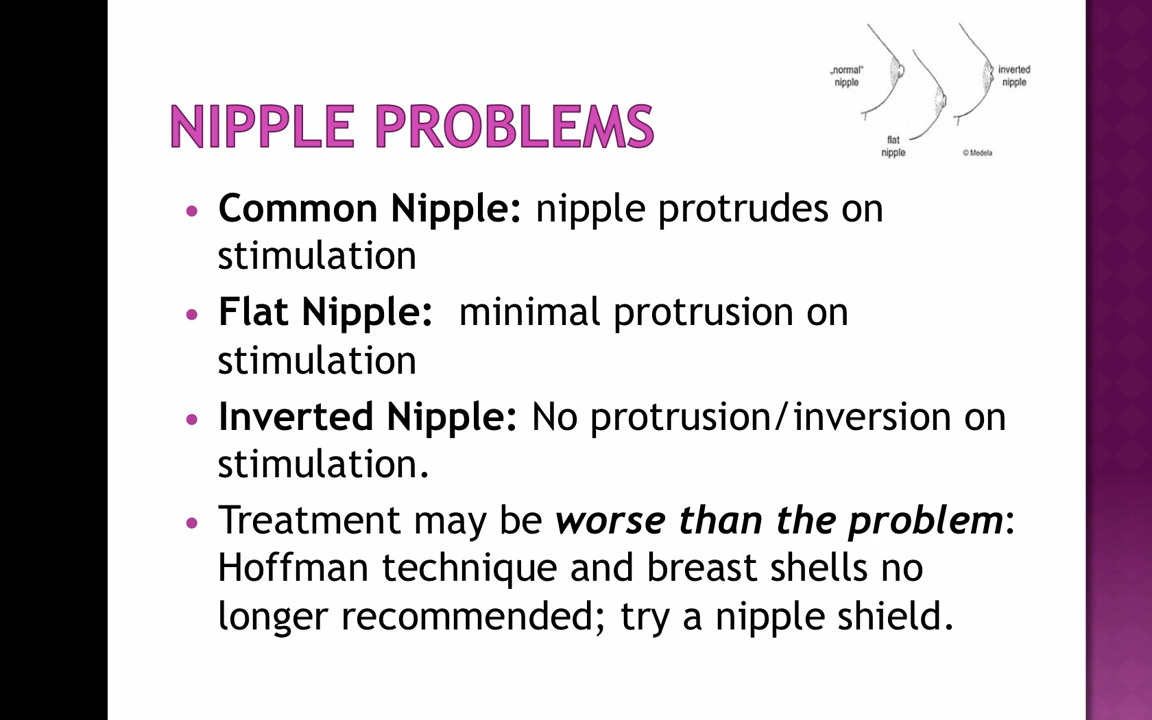 „normal“
nipple
inverted
nipple
flat
nipple
© Medela
NIPPLE PROBLEMS
• Common Nipple: nipple protrudes on
stimulation
• Flat Nipple:  minimal protrusion on
stimulation
• Inverted Nipple: No protrusion/inversion on
stimulation.
• Treatment may be worse than the problem:
Hoffman technique and breast shells no
longer recommended; try a nipple shield.